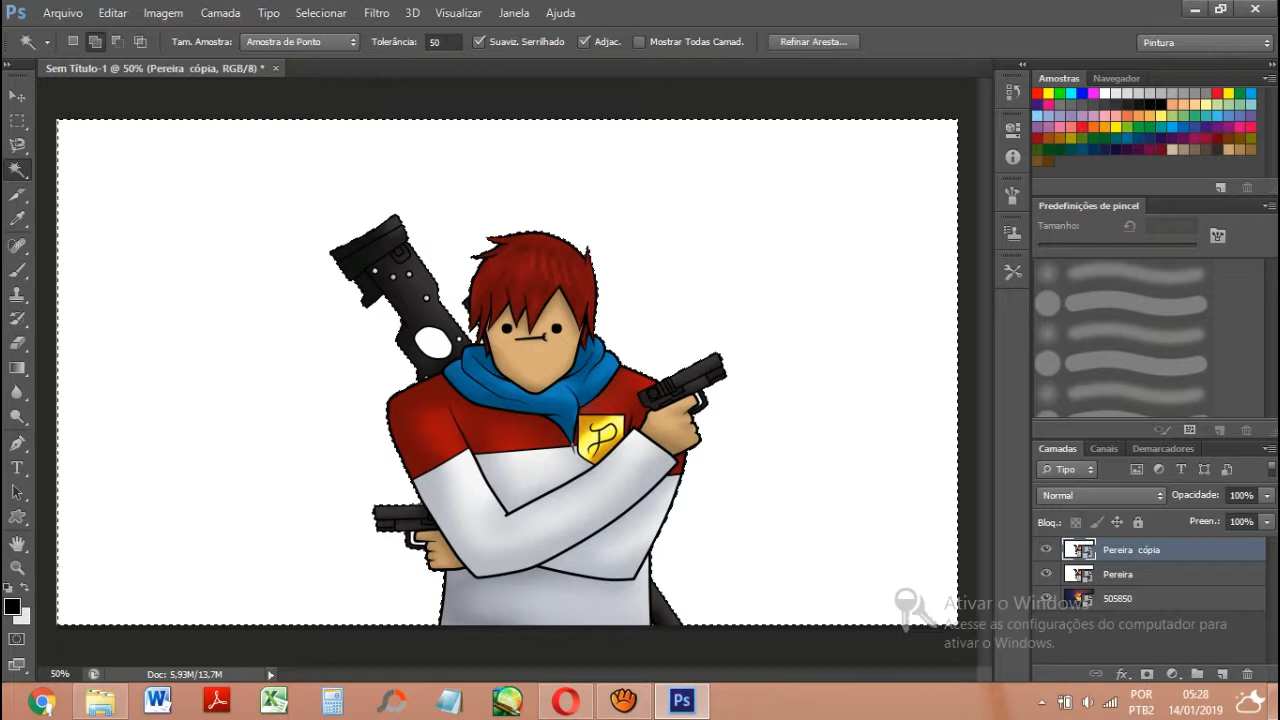 Ps Arquivo Editar Imagem Camada Tipo Selecionar Filtro 3D Visualizar Janela Ajuda
Tam. Amostra: Amostra de Ponto Tolerância: 50 Suaviz. Serrilhado Adjac. Mostrar Todas Camad. Refinar Aresta... Pintura
Sem Título-1 @ 50% (Pereira cópia, RGB/8) *
Amostras Navegador
Predefinições de pincel
Tamanho:
P
Camadas Canais Demarcadores
Tipo
Normal Opacidade: 100%
Bloq.: Preen.: 100%
Pereira cópia
Pereira
505850
Ativar o Windows
Acesse as configurações do computador para
ativar o Windows.
50% Doc: 5,93M/13,7M
POR 05:28
PTB2 14/01/2019